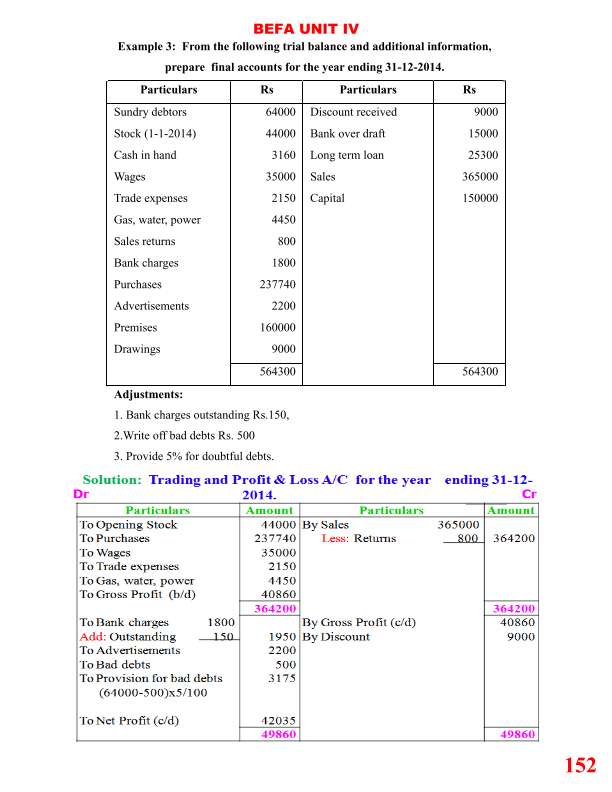 BEFA UNIT IV
Example 3: From the following trial balance and additional information,
prepare final accounts for the year ending 31-12-2014.
Particulars Rs Particulars Rs
Sundry debtors 64000 Discount received 9000
Stock (1-1-2014) 44000 Bank over draft 15000
Cash in hand 3160 Long term loan 25300
Wages 35000 Sales 365000
Trade expenses 2150 Capital 150000
Gas, water, power 4450
Sales returns 800
Bank charges 1800
Purchases 237740
Advertisements 2200
Premises 160000
Drawings 9000
564300 564300
Adjustments:
1. Bank charges outstanding Rs.150,
2.Write off bad debts Rs. 500
3. Provide 5% for doubtful debts.
Solution: Trading and Profit & Loss A/C for the year ending 31-12-
Dr 2014. Cr
Particulars Amount Particulars Amount
To Opening Stock 44000 By Sales 365000
To Purchases 237740 Less: Returns 800 364200
To Wages 35000
To Trade expenses 2150
To Gas, water, power 4450
To Gross Profit (b/d) 40860
364200 364200
To Bank charges 1800 By Gross Profit (c/d) 40860
Add: Outstanding 150 1950 By Discount 9000
To Advertisements 2200
To Bad debts 500
To Provision for bad debts 3175
(64000-500)x5/100
To Net Profit (c/d) 42035
49860 49860
152